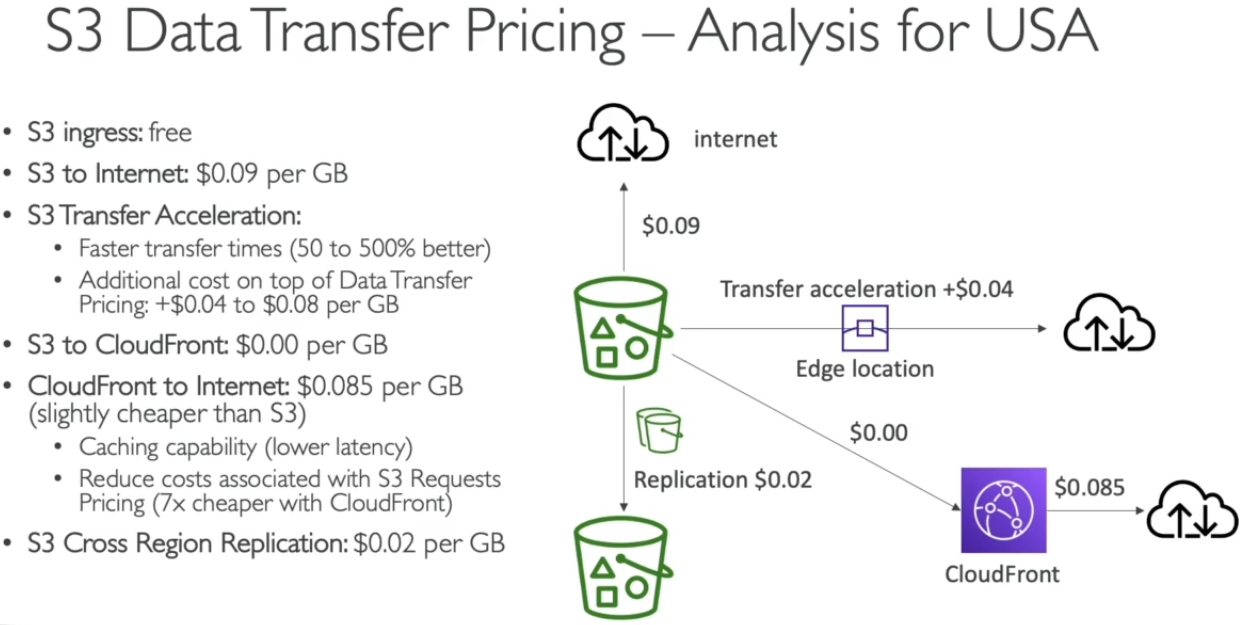 S3 Data Transfer Pricing – Analysis for USA
• S3 ingress: free
• S3 to Internet: $0.09 per GB
• S3 Transfer Acceleration:
• Faster transfer times (50 to 500% better)
• Additional cost on top of Data Transfer
Pricing: +$0.04 to $0.08 per GB
• S3 to CloudFront: $0.00 per GB
• CloudFront to Internet: $0.085 per GB
(slightly cheaper than S3)
• Caching capability (lower latency)
• Reduce costs associated with S3 Requests
Pricing (7x cheaper with CloudFront)
• S3 Cross Region Replication: $0.02 per GB
internet
$0.09
Transfer acceleration +$0.04
Edge location
$0.00
Replication $0.02
$0.085
CloudFront